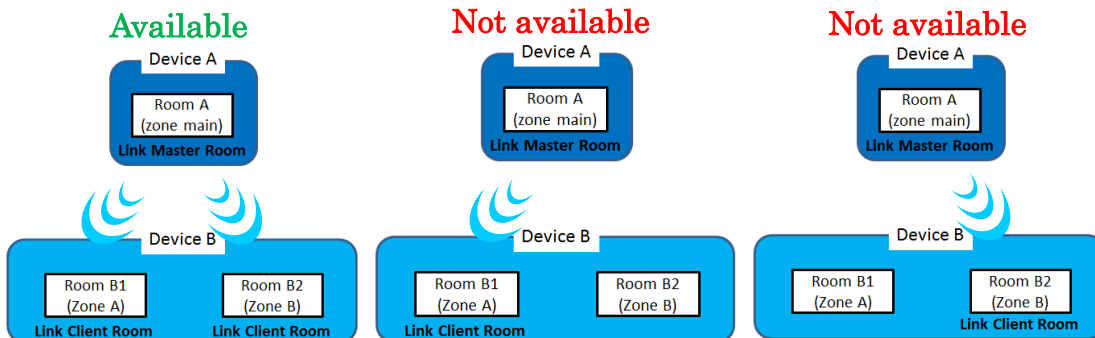 Available
Device A
Room A
(zone main)
Link Master Room
Device B
Room B1
(Zone A)
Link Client Room
Room B2
(Zone B)
Link Client Room
Not available
Device A
Room A
(zone main)
Link Master Room
Device B
Room B1
(Zone A)
Link Client Room
Room B2
(Zone B)
Not available
Device A
Room A
(zone main)
Link Master Room
Device B
Room B1
(Zone A)
Room B2
(Zone B)
Link Client Room